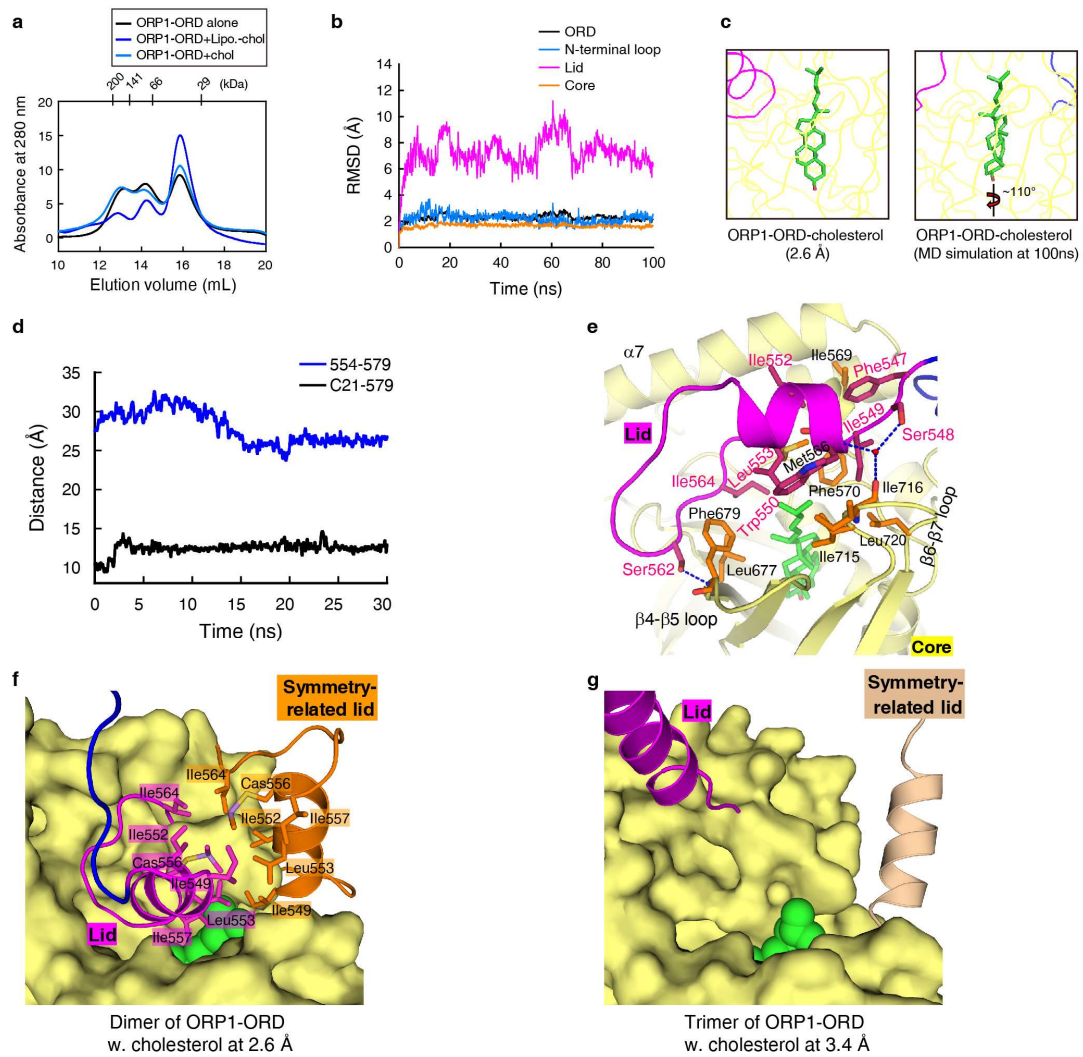 a
ORP1-ORD alone
ORP1-ORD+Lipo.-chol
ORP1-ORD+chol
200 141 66 29 (kDa)
Absorbance at 280 nm
20
15
10
5
0
10 12 14 16 18 20
Elution volume (mL)
b
ORD
N-terminal loop
Lid
Core
RMSD (Å)
14
12
10
8
6
4
2
0
0 20 40 60 80 100
Time (ns)
c
~110°
ORP1-ORD-cholesterol
(2.6 Å)
ORP1-ORD-cholesterol
(MD simulation at 100ns)
d
554-579
C21-579
Distance (Å)
35
30
25
20
15
10
0 5 10 15 20 25 30
Time (ns)
e
α7
Ile552
Ile569
Phe547
Lid
Ile549
Ser548
Leu553
Met566
Ile564
Phe570
Ile716
Phe679
Trp550
Leu720
β6-β7 loop
Ile715
Leu677
Ser562
β4-β5 loop
Core
f
Symmetry-
related lid
Ile564
Cas556
Ile564
Ile552
Ile557
Ile552
Cas556
Leu553
Ile549
Ile549
Leu553
Lid
Ile557
Dimer of ORP1-ORD
w. cholesterol at 2.6 Å
g
Symmetry-
related lid
Lid
Trimer of ORP1-ORD
w. cholesterol at 3.4 Å